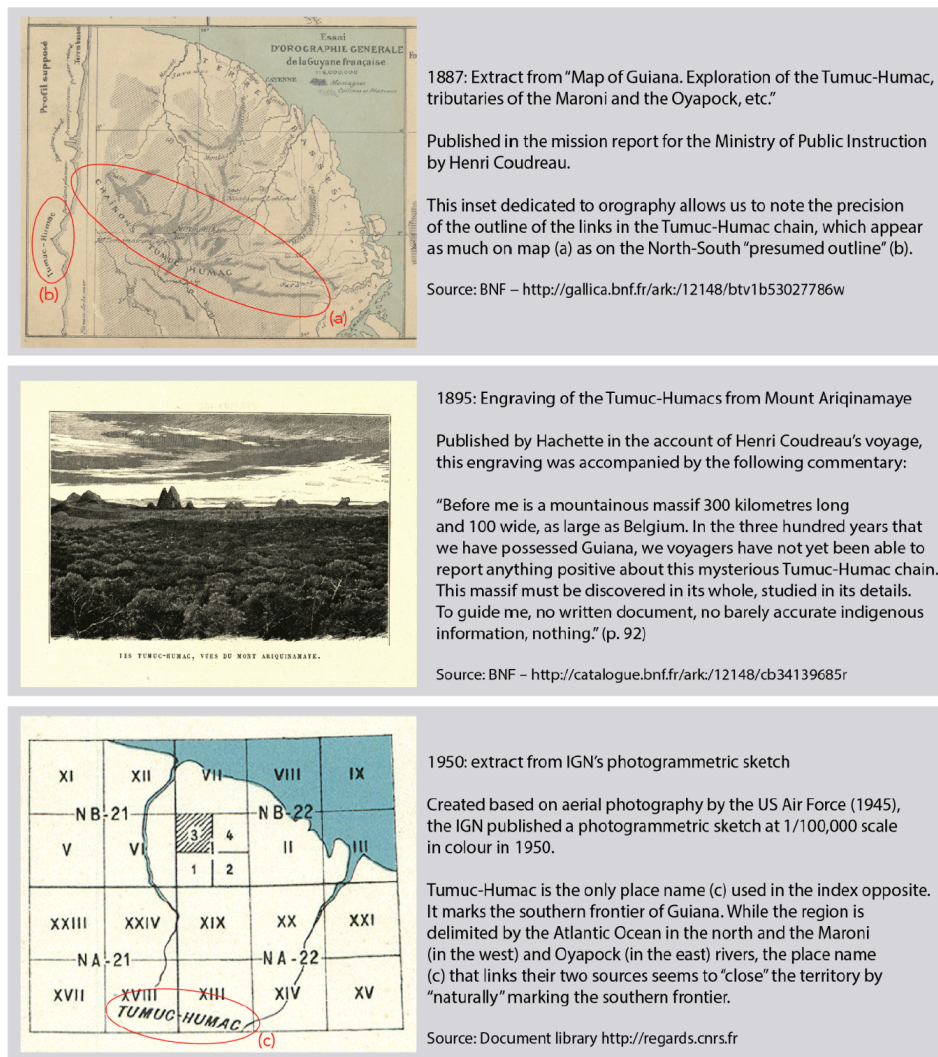 Essai
D'OROGRAPHIE GENERALE
de la Guyane française
Montagnes
Collines et Plateaux
CAYENNE
Profil supposé
Terres basses
TERRES
BASSES
CHAINONS
TUMUC HUMAC
Tumuc-Humac
(b)
(a)
1887: Extract from “Map of Guiana. Exploration of the Tumuc-Humac,
tributaries of the Maroni and the Oyapock, etc.”
Published in the mission report for the Ministry of Public Instruction
by Henri Coudreau.
This inset dedicated to orography allows us to note the precision
of the outline of the links in the Tumuc-Humac chain, which appear
as much on map (a) as on the North-South “presumed outline” (b).
Source: BNF – http://gallica.bnf.fr/ark:/12148/btv1b53027786w
LES TUMUC-HUMAC, VUES DU MONT ARIQUINAMAYE.
1895: Engraving of the Tumuc-Humacs from Mount Ariqinamaye
Published by Hachette in the account of Henri Coudreau’s voyage,
this engraving was accompanied by the following commentary:
“Before me is a mountainous massif 300 kilometres long
and 100 wide, as large as Belgium. In the three hundred years that
we have possessed Guiana, we voyagers have not yet been able to
report anything positive about this mysterious Tumuc-Humac chain.
This massif must be discovered in its whole, studied in its details.
To guide me, no written document, no barely accurate indigenous
information, nothing.” (p. 92)
Source: BNF – http://catalogue.bnf.fr/ark:/12148/cb34139685r
XI XII VII VIII IX
NB-21 NB-22
V VI 3 4 II III
1 2
XXIII XXIV XIX XX XXI
NA-21 NA-22
XVII XVIII XIII XIV XV
TUMUC-HUMAC
(c)
1950: extract from IGN’s photogrammetric sketch
Created based on aerial photography by the US Air Force (1945),
the IGN published a photogrammetric sketch at 1/100,000 scale
in colour in 1950.
Tumuc-Humac is the only place name (c) used in the index opposite.
It marks the southern frontier of Guiana. While the region is
delimited by the Atlantic Ocean in the north and the Maroni
(in the west) and Oyapock (in the east) rivers, the place name
(c) that links their two sources seems to “close” the territory by
“naturally” marking the southern frontier.
Source: Document library http://regards.cnrs.fr